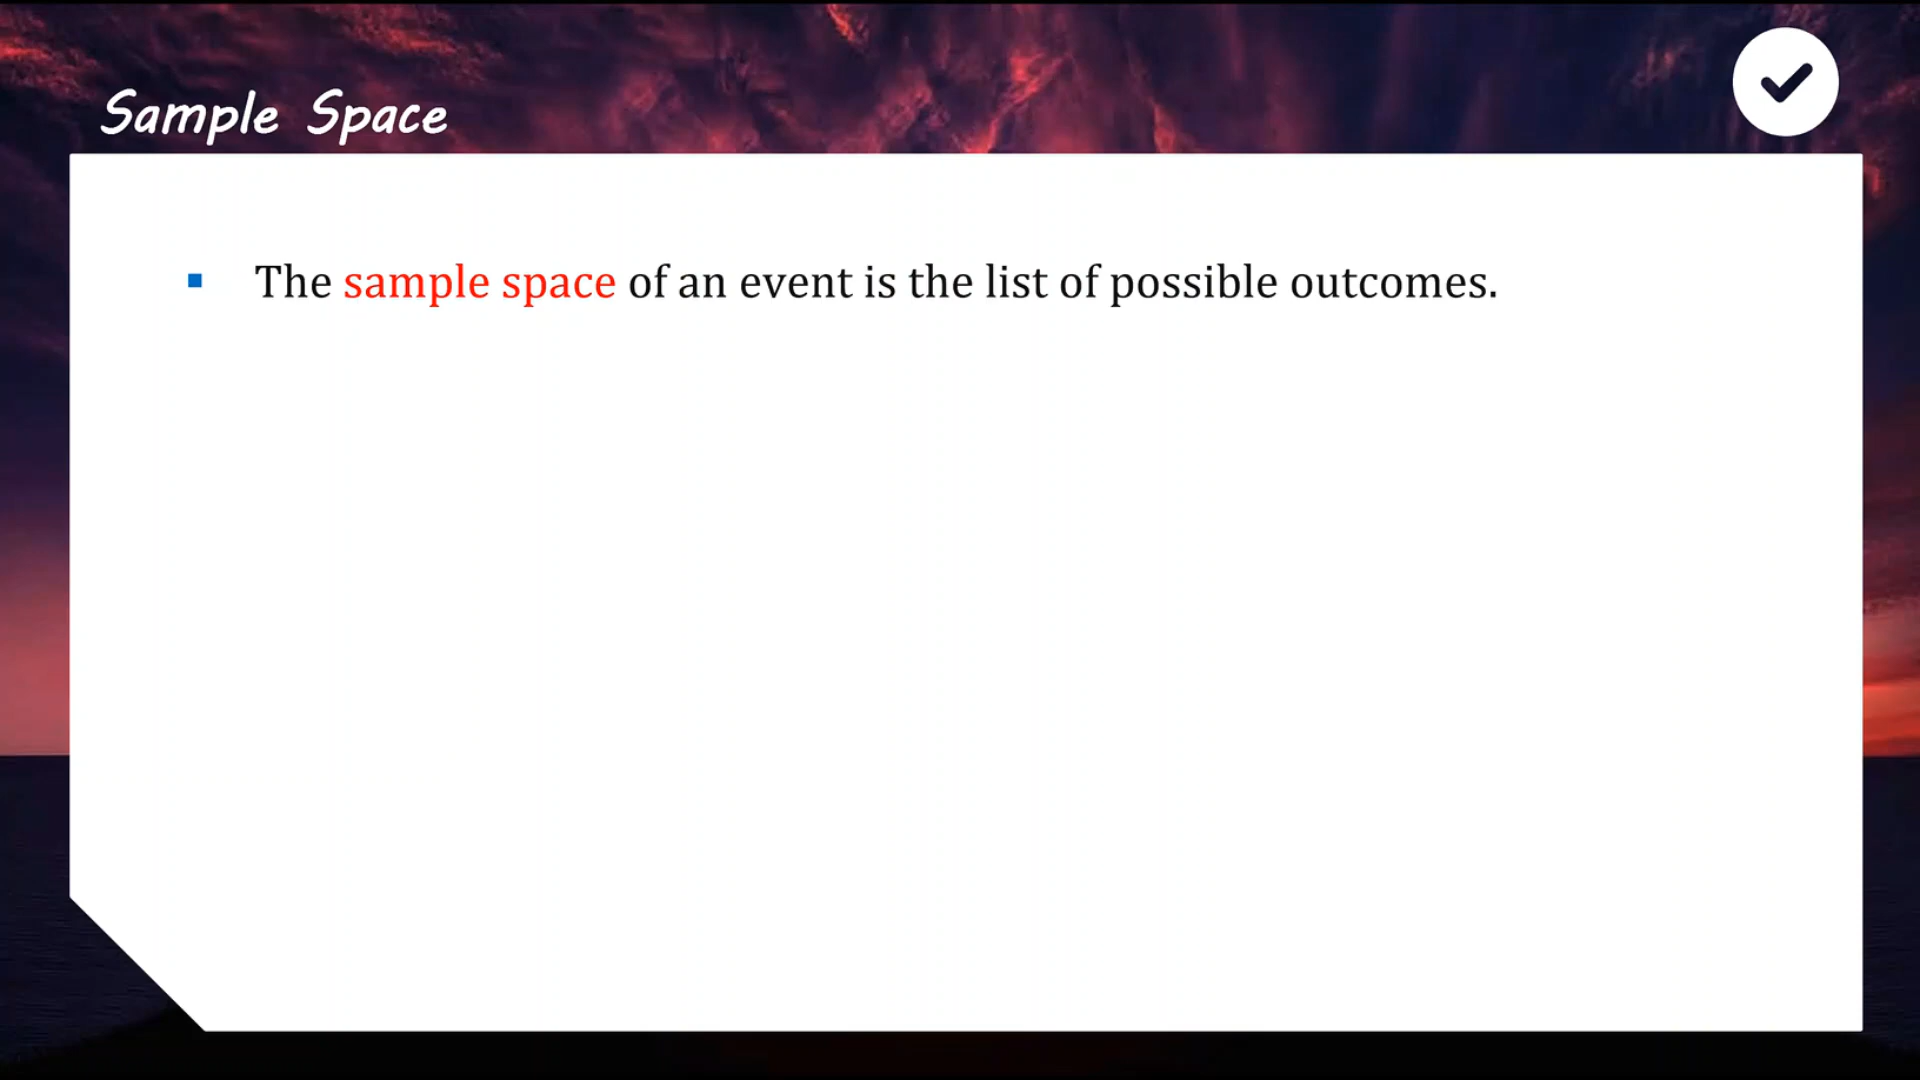 Sample Space
▪ The sample space of an event is the list of possible outcomes.